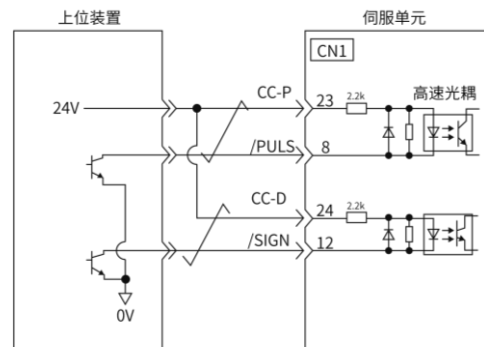 上位装置
伺服单元
CN1
24V
CC-P
23
2.2k
高速光耦
/PULS
8
CC-D
24
2.2k
/SIGN
12
0V